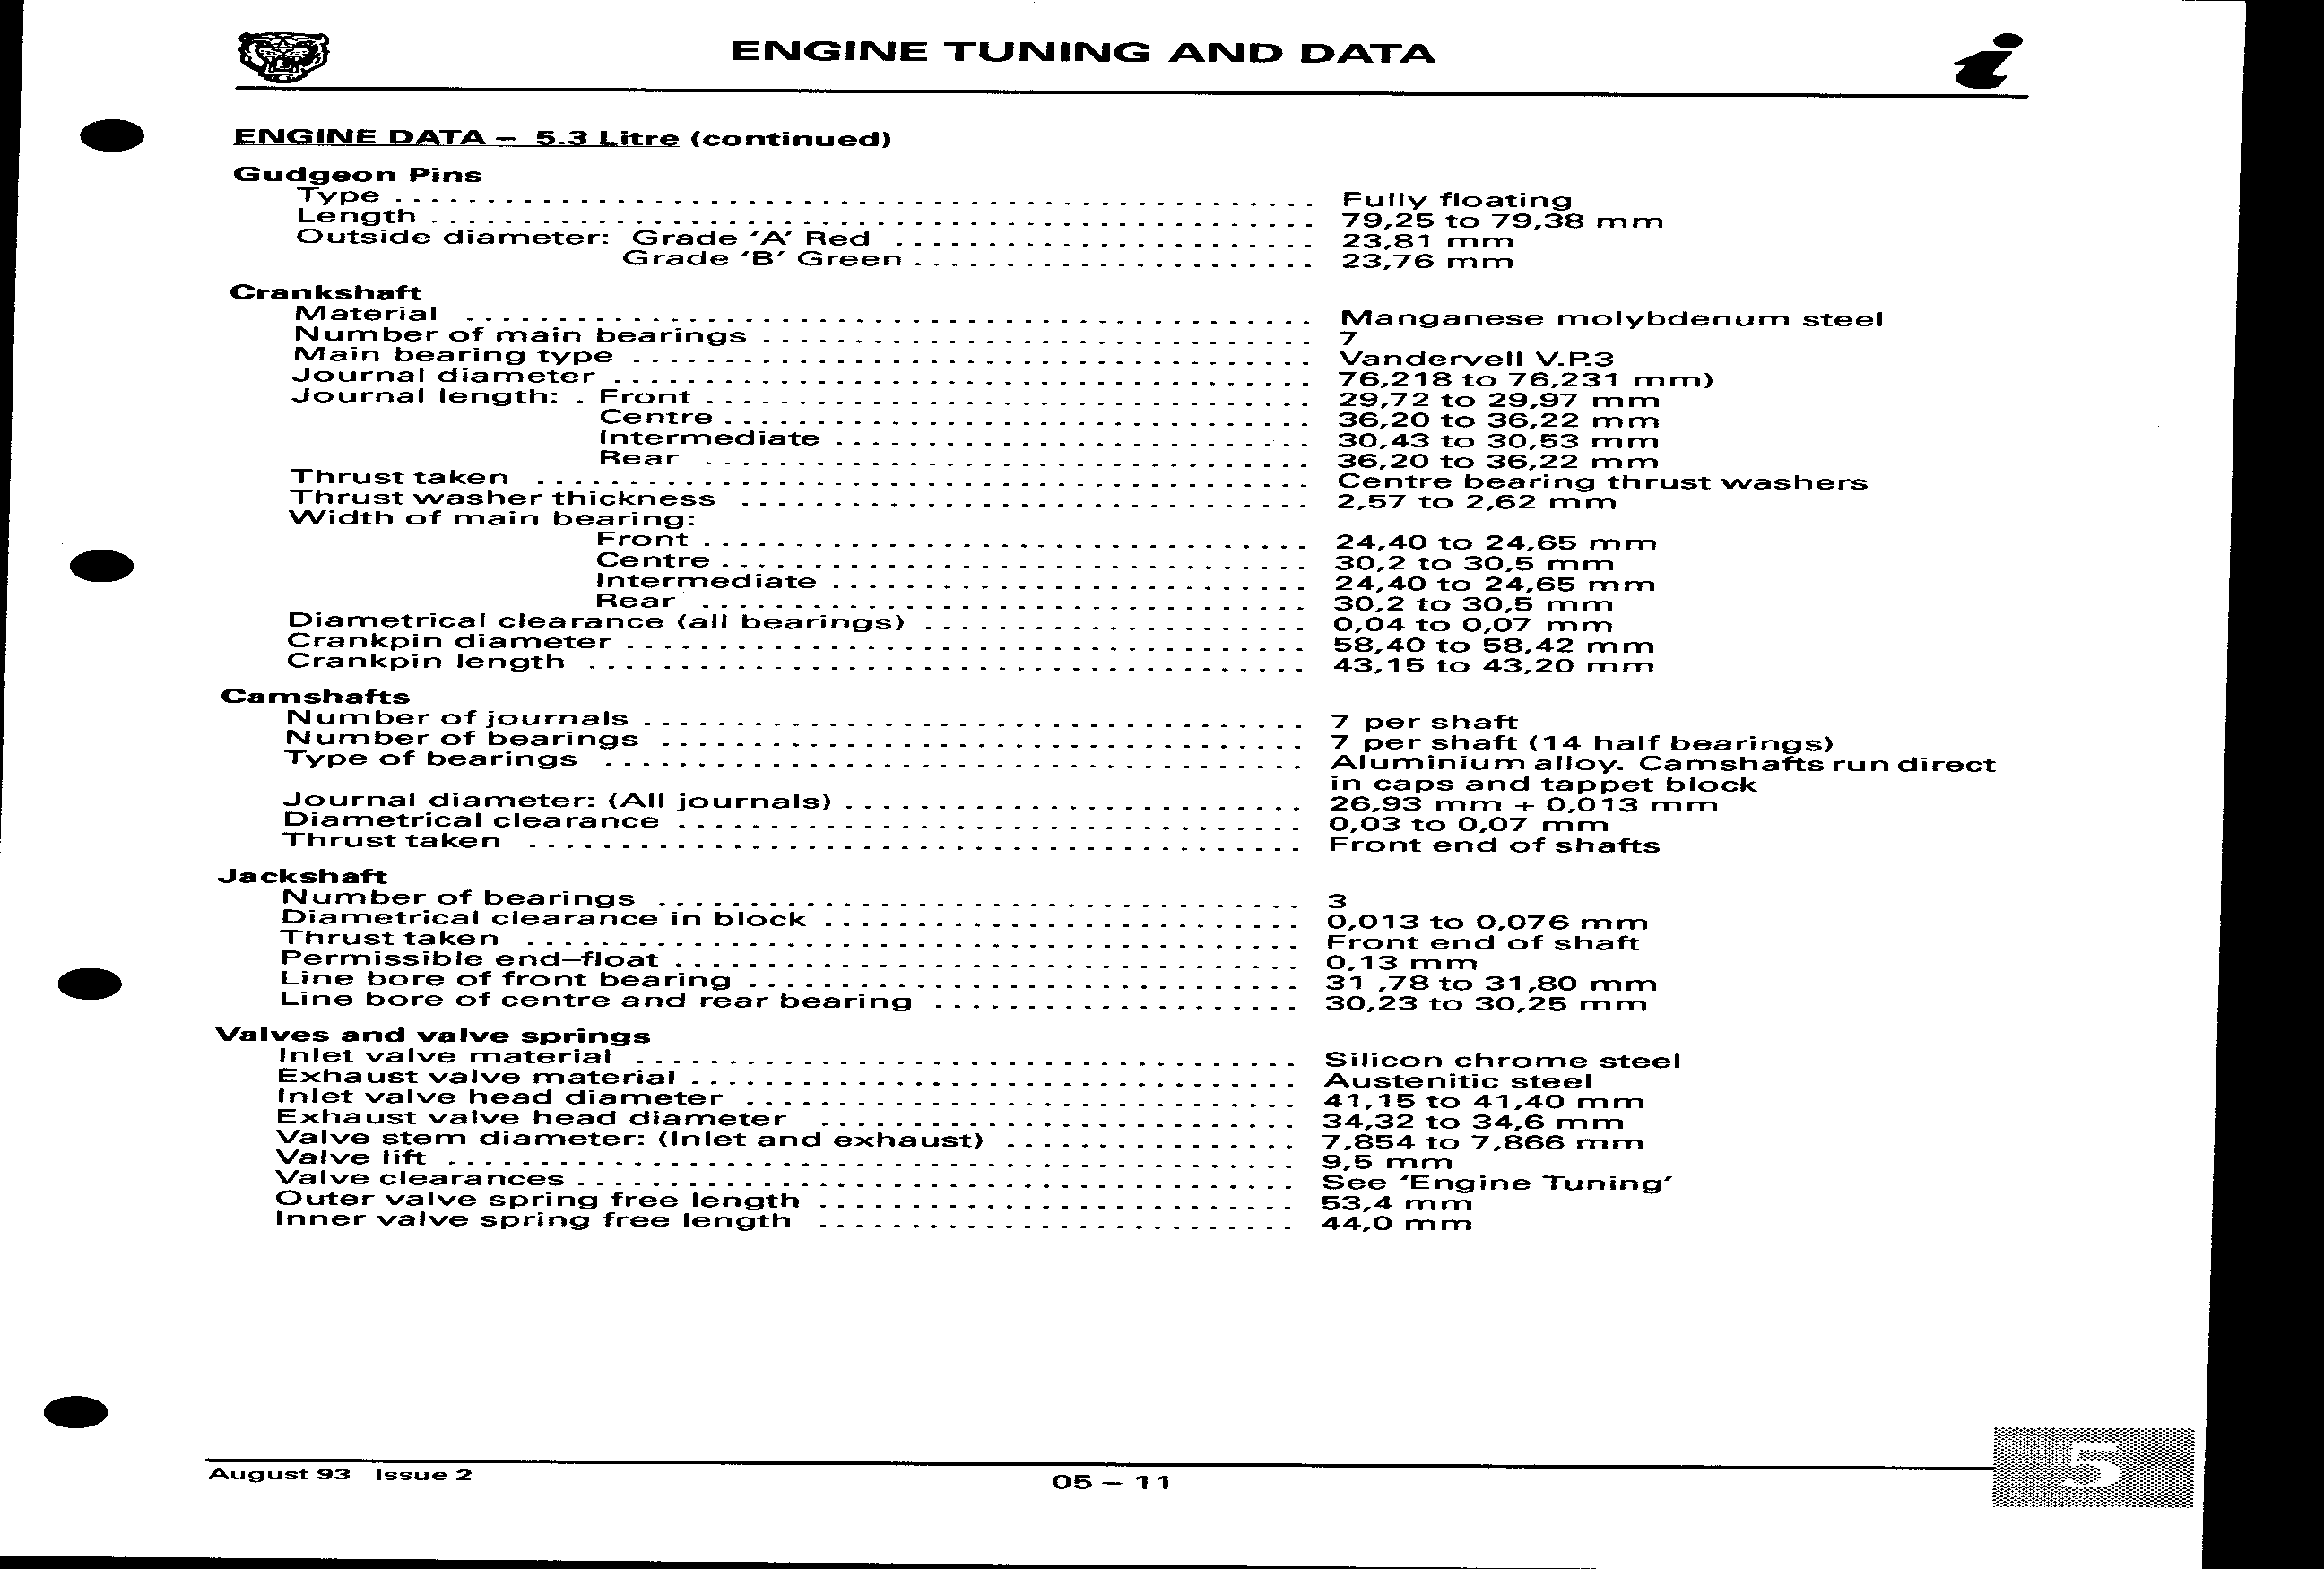 ENGINE TUNING AND DATA
i
ENGINE DATA – 5.3 Litre (continued)
Gudgeon Pins
Type . . . . . . . . . . Fully floating
Length . . . . . . . . . . 79,25 to 79,38 mm
Outside diameter: Grade 'A' Red . . . . . . . . . . 23,81 mm
Grade 'B' Green . . . . . . . . . . 23,76 mm
Crankshaft
Material . . . . . . . . . . Manganese molybdenum steel
Number of main bearings . . . . . . . . . . 7
Main bearing type . . . . . . . . . . Vandervell V.P.3
Journal diameter . . . . . . . . . . 76,218 to 76,231 mm)
Journal length: . Front . . . . . . . . . . 29,72 to 29,97 mm
Centre . . . . . . . . . . 36,20 to 36,22 mm
Intermediate . . . . . . . . . . 30,43 to 30,53 mm
Rear . . . . . . . . . . 36,20 to 36,22 mm
Thrust taken . . . . . . . . . . Centre bearing thrust washers
Thrust washer thickness . . . . . . . . . . 2,57 to 2,62 mm
Width of main bearing:
Front . . . . . . . . . . 24,40 to 24,65 mm
Centre . . . . . . . . . . 30,2 to 30,5 mm
Intermediate . . . . . . . . . . 24,40 to 24,65 mm
Rear . . . . . . . . . . 30,2 to 30,5 mm
Diametrical clearance (all bearings) . . . . . . . . . . 0,04 to 0,07 mm
Crankpin diameter . . . . . . . . . . 58,40 to 58,42 mm
Crankpin length . . . . . . . . . . 43,15 to 43,20 mm
Camshafts
Number of journals . . . . . . . . . . 7 per shaft
Number of bearings . . . . . . . . . . 7 per shaft (14 half bearings)
Type of bearings . . . . . . . . . . Aluminium alloy. Camshafts run direct
in caps and tappet block
Journal diameter: (All journals) . . . . . . . . . . 26,93 mm + 0,013 mm
Diametrical clearance . . . . . . . . . . 0,03 to 0,07 mm
Thrust taken . . . . . . . . . . Front end of shafts
Jackshaft
Number of bearings . . . . . . . . . . 3
Diametrical clearance in block . . . . . . . . . . 0,013 to 0,076 mm
Thrust taken . . . . . . . . . . Front end of shaft
Permissible end–float . . . . . . . . . . 0,13 mm
Line bore of front bearing . . . . . . . . . . 31 ,78 to 31,80 mm
Line bore of centre and rear bearing . . . . . . . . . . 30,23 to 30,25 mm
Valves and valve springs
Inlet valve material . . . . . . . . . . Silicon chrome steel
Exhaust valve material . . . . . . . . . . Austenitic steel
Inlet valve head diameter . . . . . . . . . . 41,15 to 41,40 mm
Exhaust valve head diameter . . . . . . . . . . 34,32 to 34,6 mm
Valve stem diameter: (Inlet and exhaust) . . . . . . . . . . 7,854 to 7,866 mm
Valve lift . . . . . . . . . . 9,5 mm
Valve clearances . . . . . . . . . . See 'Engine Tuning'
Outer valve spring free length . . . . . . . . . . 53,4 mm
Inner valve spring free length . . . . . . . . . . 44,0 mm
August 93 Issue 2
05 – 11
5